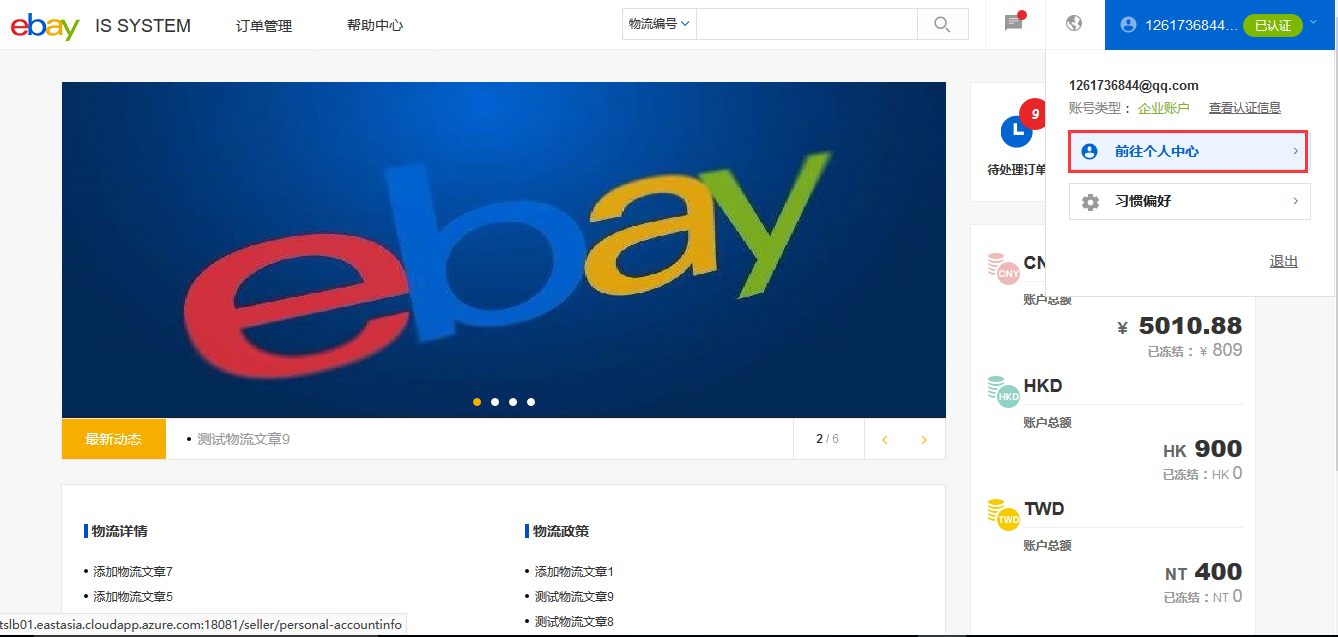 ebay IS SYSTEM 订单管理 帮助中心 物流编号 1261736844... 已认证
1261736844@qq.com
账号类型： 企业账户 查看认证信息
前往个人中心
习惯偏好
退出
ebay
9
待处理订单
最新动态 • 测试物流文章9 2 / 6
CNY CN
账户总额
¥ 5010.88
已冻结：¥ 809
HKD HKD
账户总额
HK 900
已冻结：HK 0
TWD TWD
账户总额
NT 400
已冻结：NT 0
物流详情
• 添加物流文章7
• 添加物流文章5
物流政策
• 添加物流文章1
• 测试物流文章9
• 测试物流文章8
tslb01.eastasia.cloudapp.azure.com:18081/seller/personal-accountinfo